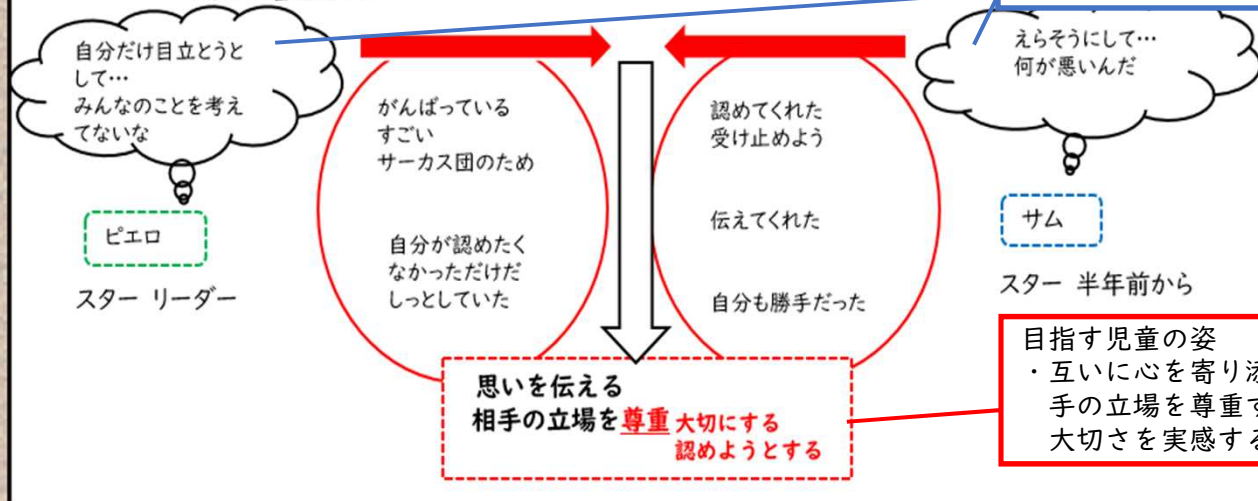 自分だけ目立とうと
して…
みんなのことを考え
てないな
ピエロ
スター リーダー
がんばっている
すごい
サーカス団のため
自分が認めたく
なかっただけだ
しっとしていた
認めてくれた
受け止めよう
伝えてくれた
自分も勝手だった
えらそうにして…
何が悪いんだ
サム
スター 半年前から
思いを伝える
相手の立場を尊重 大切にする
認めようとする
目指す児童の姿
・互いに心を寄り添
手の立場を尊重す
大切さを実感する